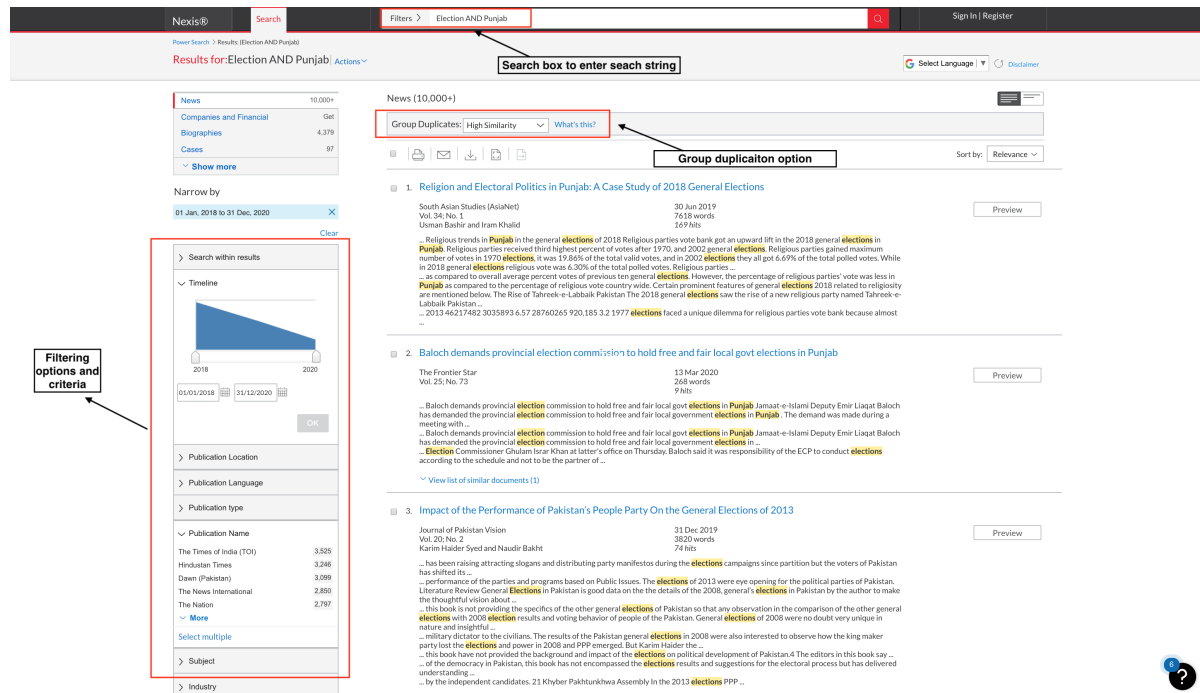 Nexis®
Search
Filters > Election AND Punjab
Sign In | Register
Power Search > Results: (Election AND Punjab)
Results for:Election AND Punjab| Actions
Search box to enter seach string
Select Language ▼
Disclaimer
News 10,000+
Companies and Financial Get
Biographies 4,379
Cases 97
Show more
Narrow by
01 Jan, 2018 to 31 Dec, 2020
Clear
Search within results
Timeline
2018 2020
01/01/2018 31/12/2020
OK
Publication Location
Publication Language
Publication type
Publication Name
The Times of India (TOI) 3,525
Hindustan Times 3,246
Dawn (Pakistan) 3,099
The News International 2,850
The Nation 2,797
More
Select multiple
Subject
Industry
Filtering
options and
criteria
News (10,000+)
Group Duplicates: High Similarity What's this?
Group duplicaiton option
Sort by: Relevance
1. Religion and Electoral Politics in Punjab: A Case Study of 2018 General Elections
South Asian Studies (AsiaNet) 30 Jun 2019
Vol. 34; No. 1 7618 words
Usman Bashir and Iram Khalid 169 hits
Preview
... Religious trends in Punjab in the general elections of 2018 Religious parties vote bank got an upward lift in the 2018 general elections in
Punjab. Religious parties received third highest percent of votes after 1970, and 2002 general elections. Religious parties gained maximum
number of votes in 1970 elections, it was 19.86% of the total valid votes, and in 2002 elections they all got 6.69% of the total polled votes. While
in 2018 general elections religious vote was 6.30% of the total polled votes. Religious parties ...
... as compared to overall average percent votes of previous ten general elections. However, the percentage of religious parties' vote was less in
Punjab as compared to the percentage of religious vote country wide. Certain prominent features of general elections 2018 related to religiosity
are mentioned below. The Rise of Tahreek-e-Labbaik Pakistan The 2018 general elections saw the rise of a new religious party named Tahreek-e-
Labbaik Pakistan ...
... 2013 46217482 3035893 6.57 28760265 920,185 3.2 1977 elections faced a unique dilemma for religious parties vote bank because almost
...
2. Baloch demands provincial election commission to hold free and fair local govt elections in Punjab
The Frontier Star 13 Mar 2020
Vol. 25; No. 73 268 words
9 hits
Preview
... Baloch demands provincial election commission to hold free and fair local govt elections in Punjab Jamaat-e-Islami Deputy Emir Liaqat Baloch
has demanded the provincial election commission to hold free and fair local government elections in Punjab . The demand was made during a
meeting with ...
... Baloch demands provincial election commission to hold free and fair local govt elections in Punjab Jamaat-e-Islami Deputy Emir Liaqat Baloch
has demanded the provincial election commission to hold free and fair local government elections in ...
... Election Commissioner Ghulam Israr Khan at latter's office on Thursday. Baloch said it was responsibility of the ECP to conduct elections
according to the schedule and not to be the partner of ...
View list of similar documents (1)
3. Impact of the Performance of Pakistan's People Party On the General Elections of 2013
Journal of Pakistan Vision 31 Dec 2019
Vol. 20; No. 2 3820 words
Karim Haider Syed and Naudir Bakht 74 hits
Preview
... has been raising attracting slogans and distributing party manifestos during the elections campaigns since partition but the voters of Pakistan
has shifted its ...
... performance of the parties and programs based on Public Issues. The elections of 2013 were eye opening for the political parties of Pakistan.
Literature Review General Elections in Pakistan is good data on the the details of the 2008, general's elections in Pakistan by the author to make
the thoughtful vision about ...
... this book is not providing the specifics of the other general elections of Pakistan so that any observation in the comparison of the other general
elections with 2008 election results and voting behavior of people of the Pakistan. General elections of 2008 were no doubt very unique in
nature and insightful ...
... military dictator to the civilians. The results of the Pakistan general elections in 2008 were also interested to observe how the king maker
party lost the elections and power in 2008 and PPP emerged. But Karim Haider the ...
... this book have not provided the background and impact of the elections on political development of Pakistan.4 The editors in this book say ...
... of the democracy in Pakistan, this book has not encompassed the elections results and suggestions for the electoral process but has delivered
understanding ...
... by the independent candidates. 21 Khyber Pakhtunkhwa Assembly In the 2013 elections PPP ...
6
?